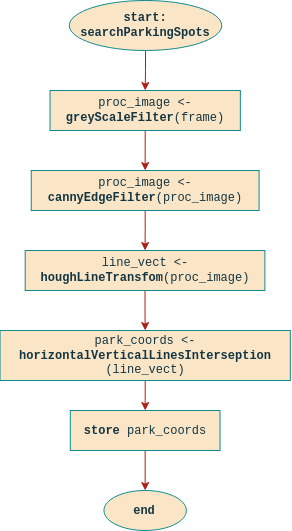 start:
searchParkingSpots
proc_image <-
greyScaleFilter(frame)
proc_image <-
cannyEdgeFilter(proc_image)
line_vect <-
houghLineTransfom(proc_image)
park_coords <-
horizontalVerticalLinesInterseption
(line_vect)
store park_coords
end